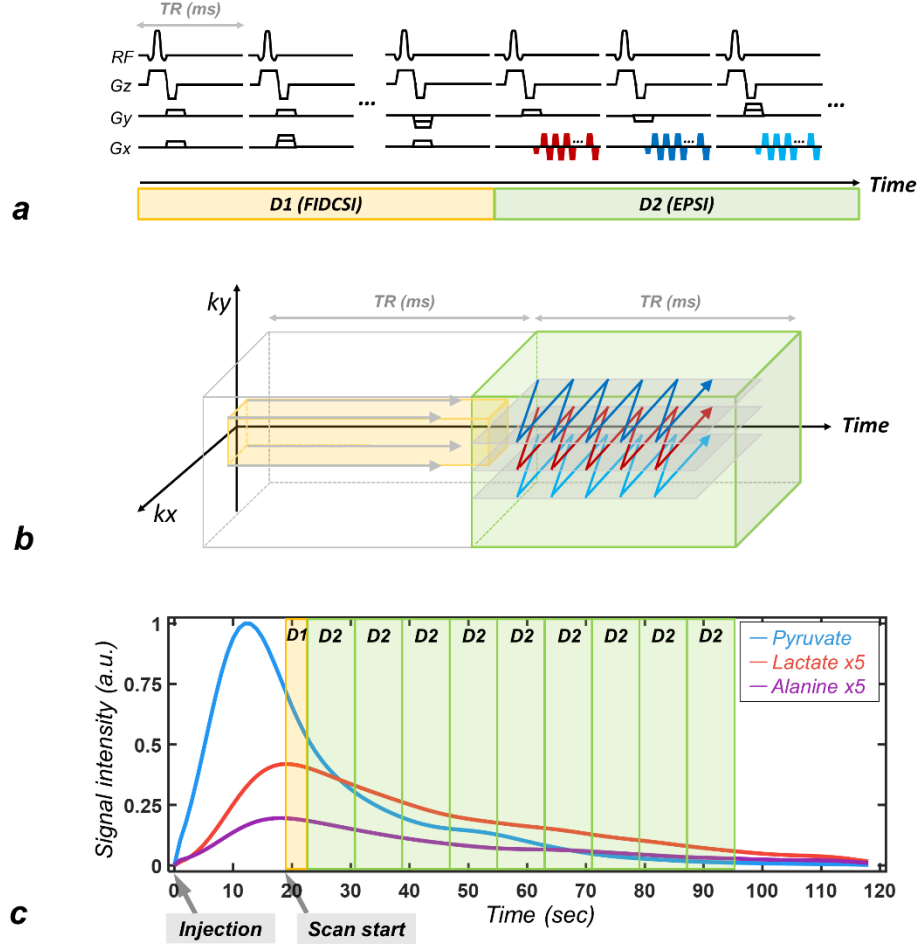 TR (ms)
RF
Gz
...
Gy
...
Gx
... ... ...
Time
a
D1 (FIDCSI) D2 (EPSI)
ky
TR (ms) TR (ms)
Time
kx
b
1
D1 D2 D2 D2 D2 D2 D2 D2 D2 D2
Pyruvate
Lactate x5
Alanine x5
0.75
0.5
0.25
0
Signal intensity (a.u.)
0 10 20 30 40 50 60 70 80 90 100 110 120
Time (sec)
c
Injection Scan start